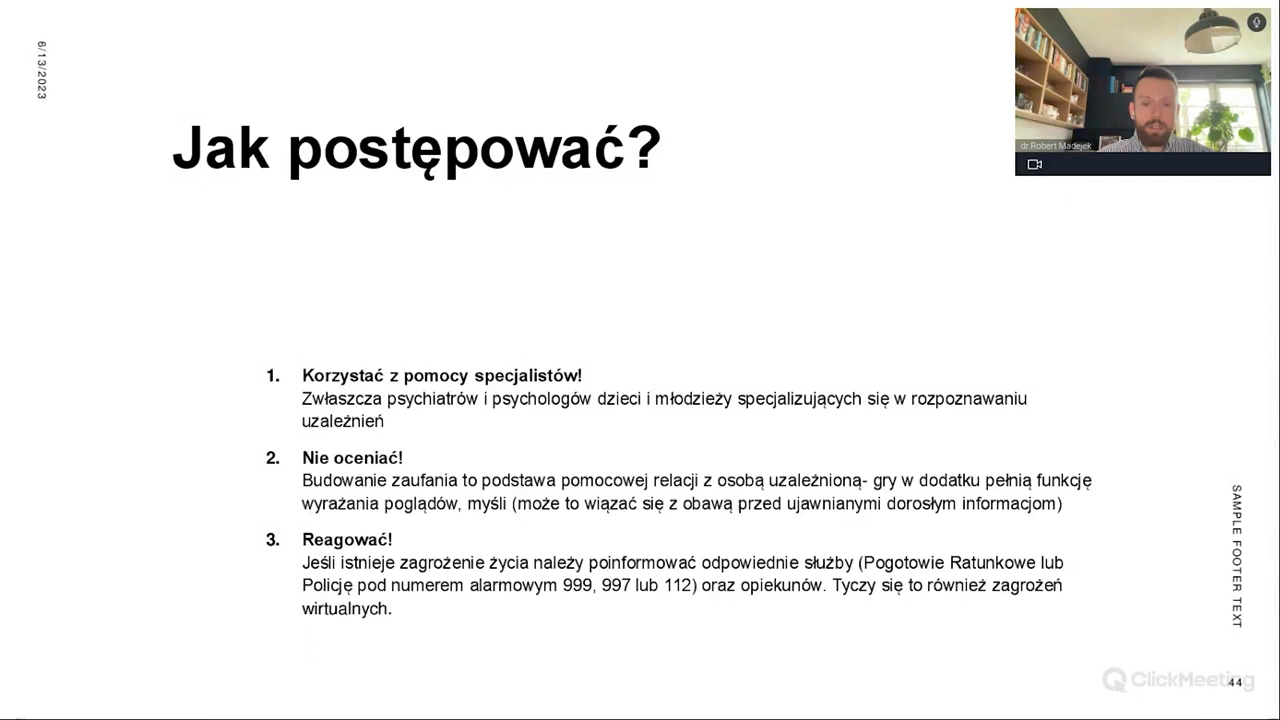 6/13/2023
dr Robert Madejek
Jak postępować?
1. Korzystać z pomocy specjalistów!
Zwłaszcza psychiatrów i psychologów dzieci i młodzieży specjalizujących się w rozpoznawaniu
uzależnień
2. Nie oceniać!
Budowanie zaufania to podstawa pomocowej relacji z osobą uzależnioną- gry w dodatku pełnią funkcję
wyrażania poglądów, myśli (może to wiązać się z obawą przed ujawnianymi dorosłym informacjom)
3. Reagować!
Jeśli istnieje zagrożenie życia należy poinformować odpowiednie służby (Pogotowie Ratunkowe lub
Policję pod numerem alarmowym 999, 997 lub 112) oraz opiekunów. Tyczy się to również zagrożeń
wirtualnych.
SAMPLE FOOTER TEXT
ClickMeeting
44